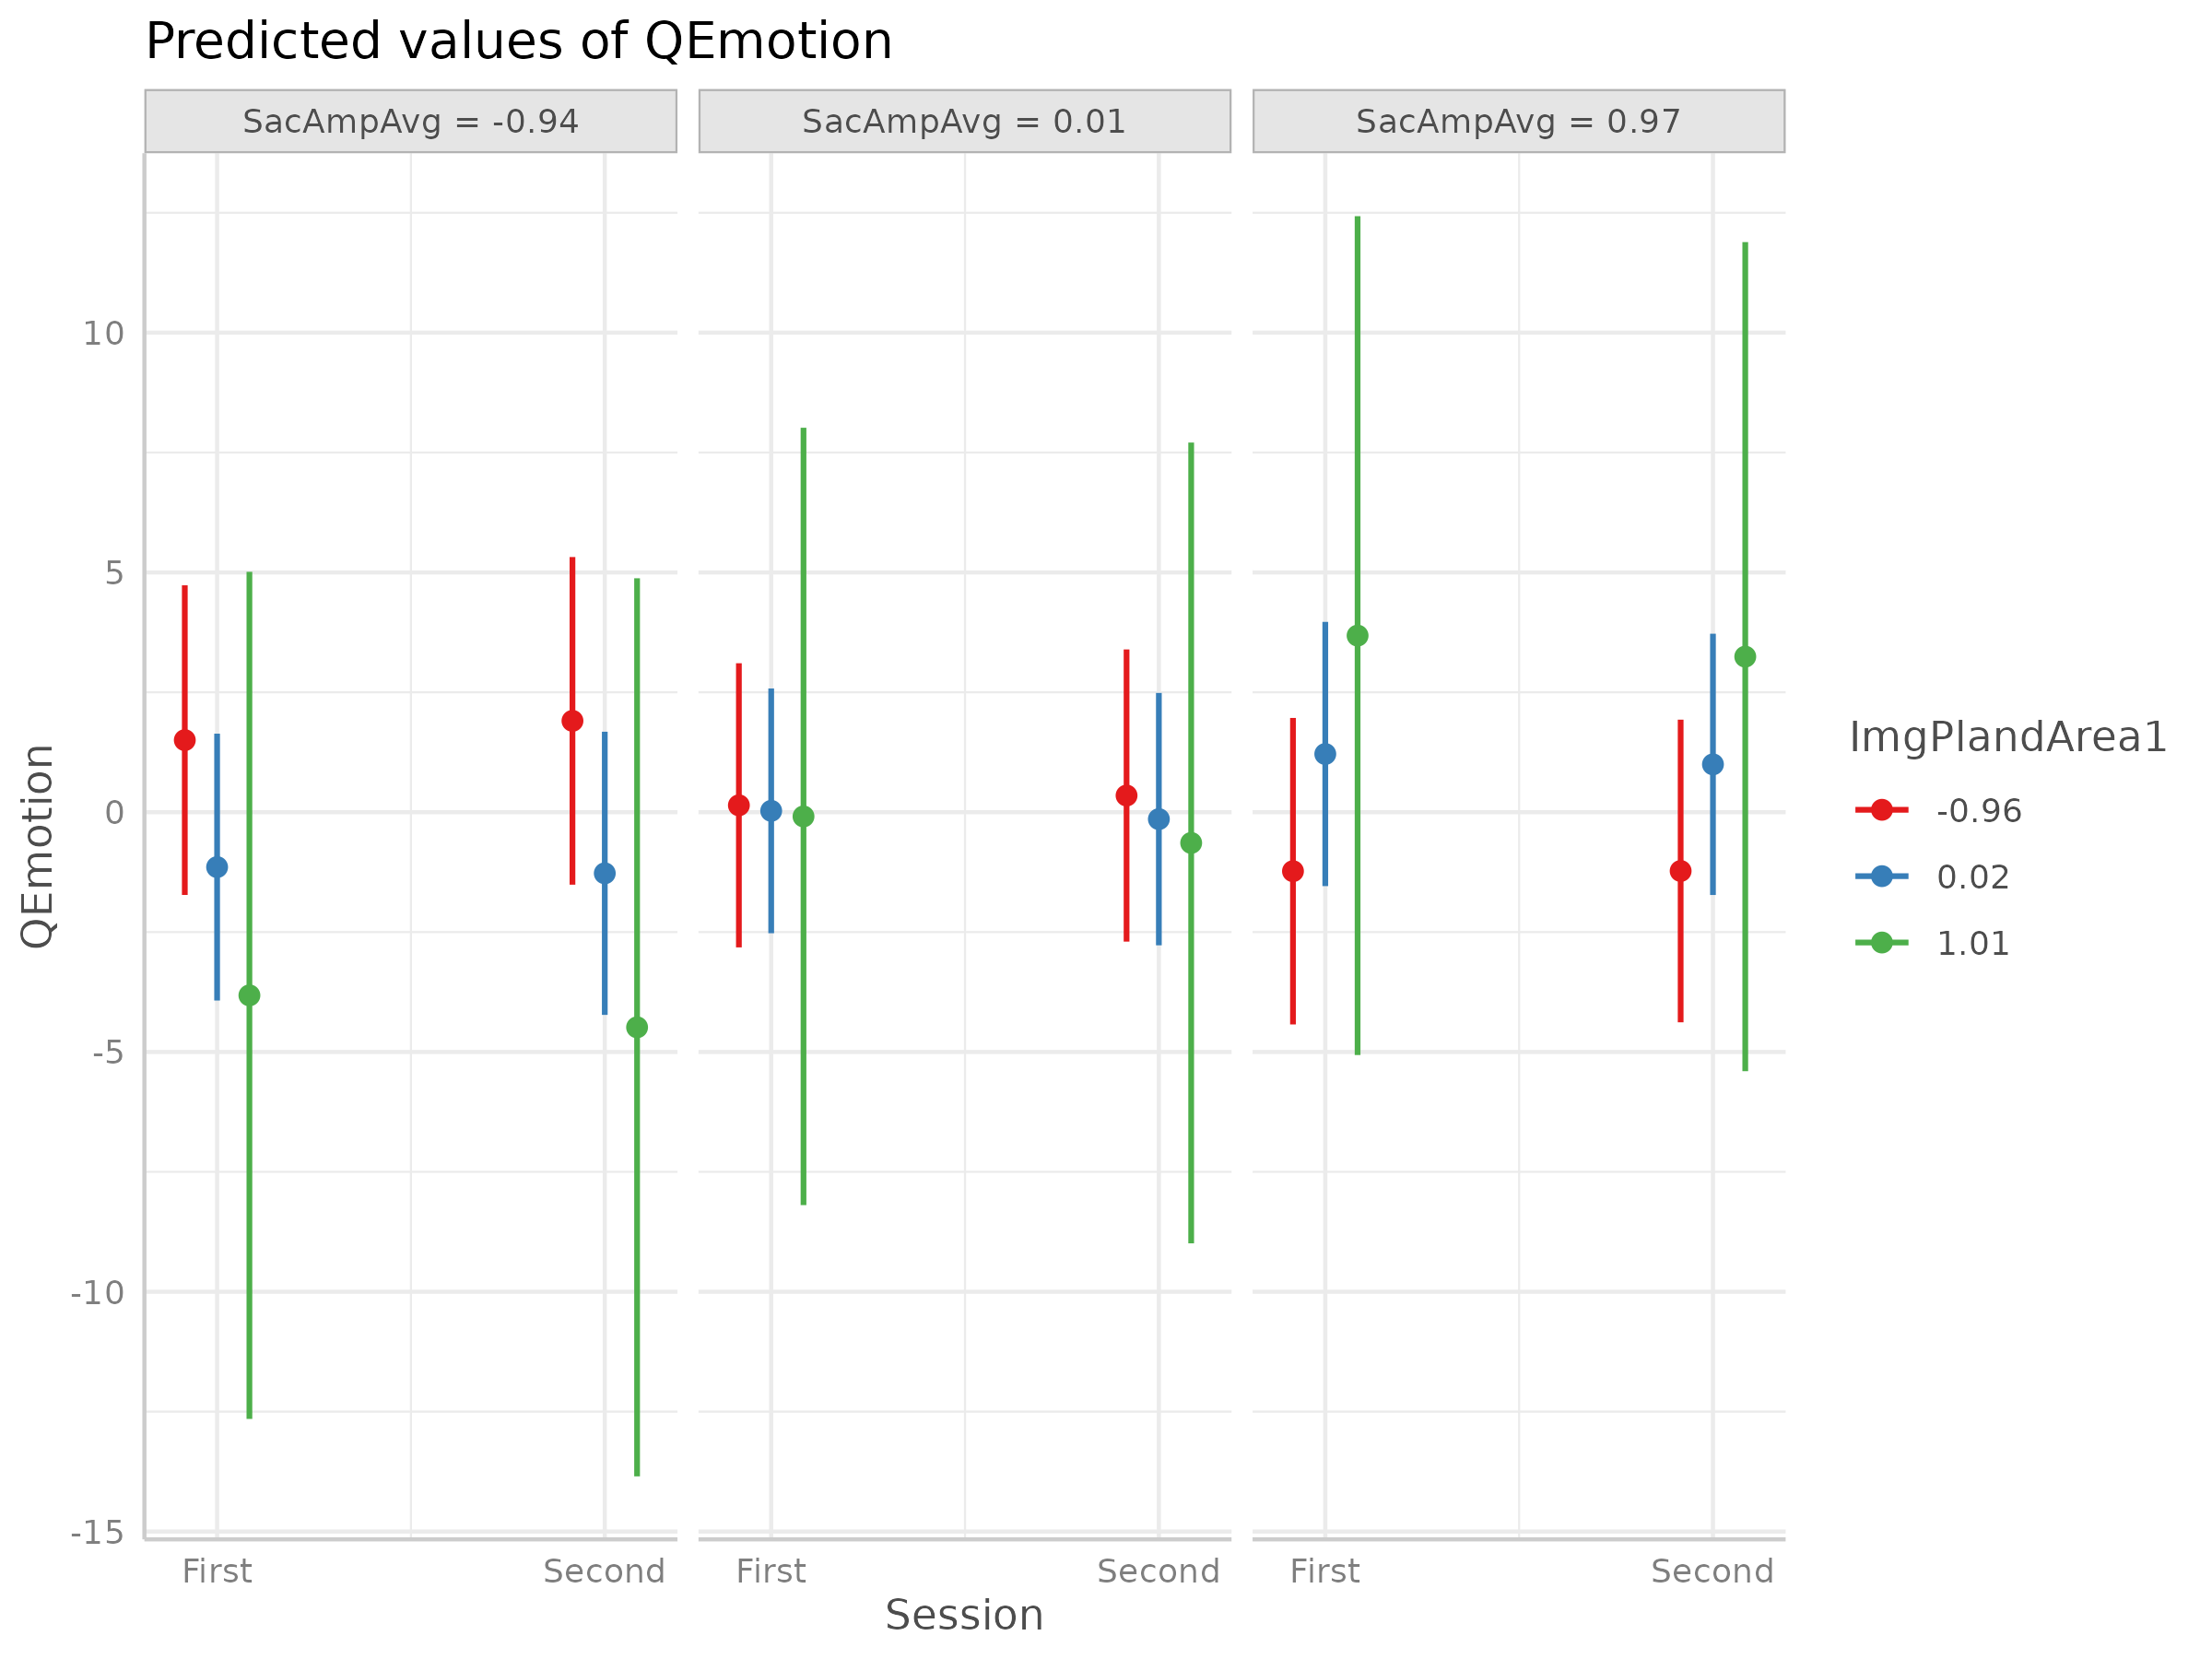 Predicted values of QEmotion
SacAmpAvg = -0.94
SacAmpAvg = 0.01
SacAmpAvg = 0.97
10
5
0
-5
-10
-15
QEmotion
First
Second
First
Second
First
Second
Session
ImgPlandArea1
-0.96
0.02
1.01